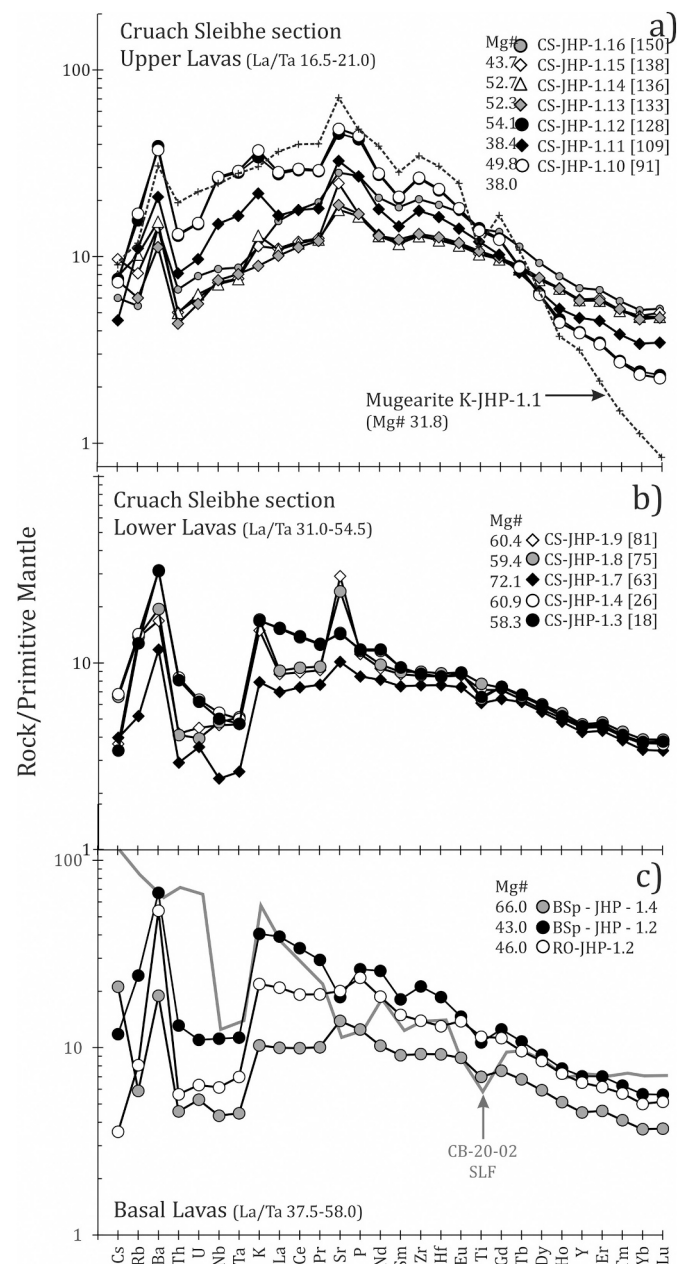 a)
Cruach Sleibhe section
Upper Lavas (La/Ta 16.5-21.0)
Mg#
CS-JHP-1.16 [150]
43.7
CS-JHP-1.15 [138]
52.7
CS-JHP-1.14 [136]
52.3
CS-JHP-1.13 [133]
54.1
CS-JHP-1.12 [128]
38.4
CS-JHP-1.11 [109]
49.8
CS-JHP-1.10 [91]
38.0
100
10
1
Mugearite K-JHP-1.1
(Mg# 31.8)
Rock/Primitive Mantle
b)
Cruach Sleibhe section
Lower Lavas (La/Ta 31.0-54.5)
Mg#
60.4 CS-JHP-1.9 [81]
59.4 CS-JHP-1.8 [75]
72.1 CS-JHP-1.7 [63]
60.9 CS-JHP-1.4 [26]
58.3 CS-JHP-1.3 [18]
10
1
c)
100
Mg#
66.0 BSp - JHP - 1.4
43.0 BSp - JHP - 1.2
46.0 RO-JHP-1.2
10
CB-20-02
SLF
Basal Lavas (La/Ta 37.5-58.0)
1
Cs Rb Ba Th U Nb Ta K La Ce Pr Sr P Nd Sm Zr Hf Eu Ti Gd Tb Dy Ho Y Er Tm Yb Lu